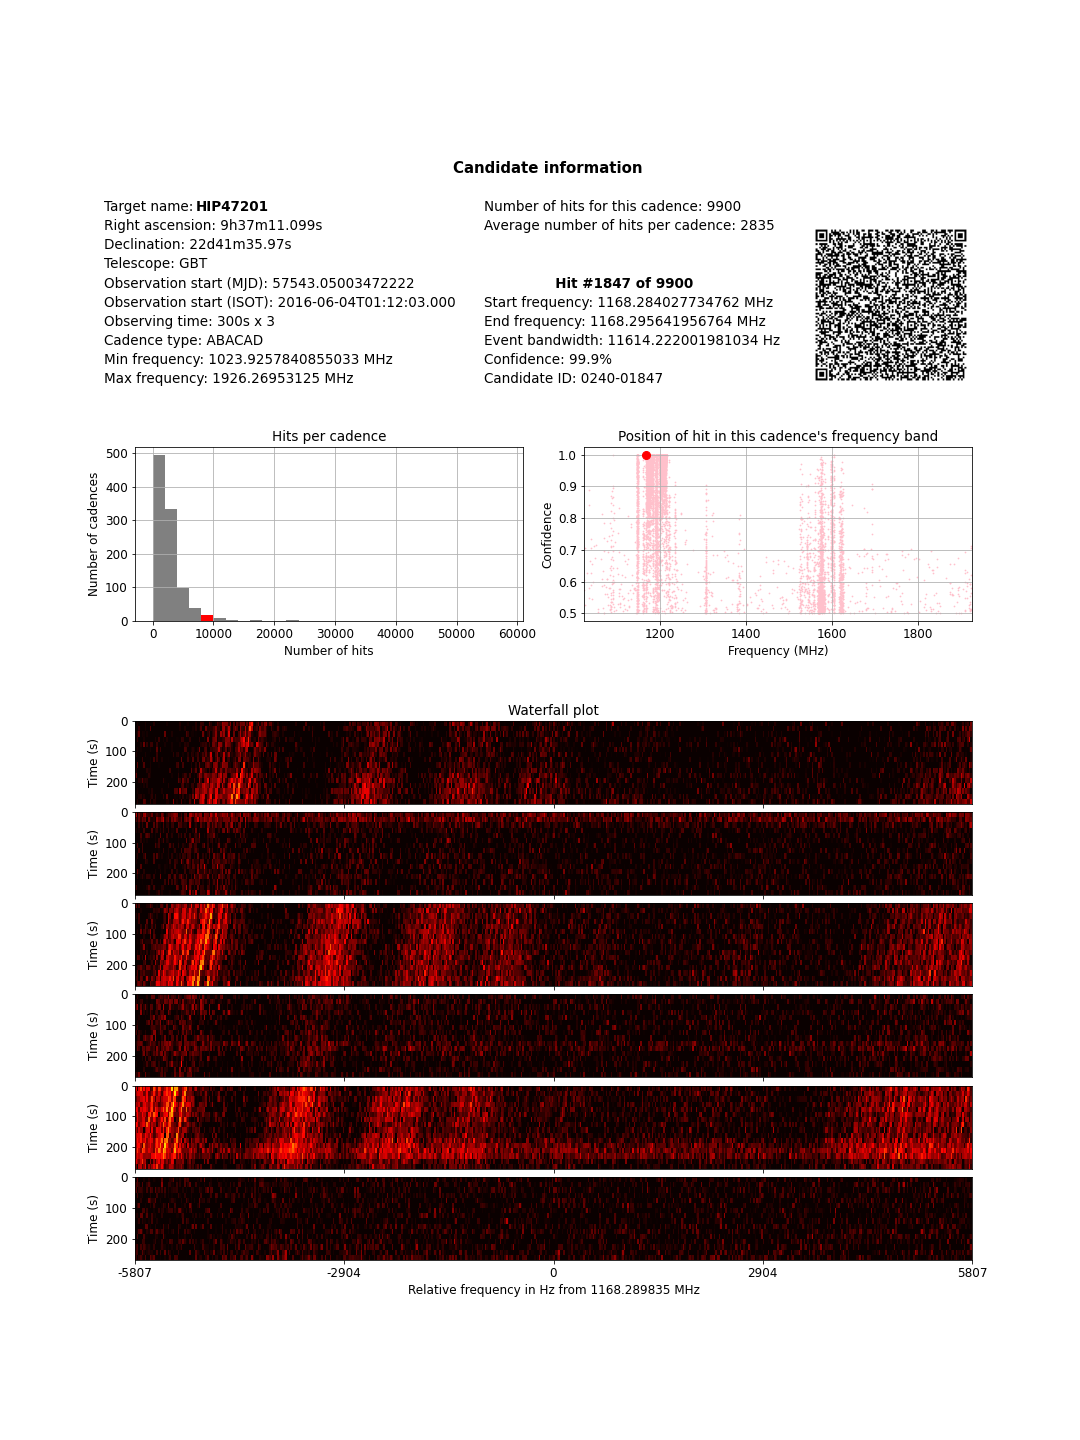 Candidate information
Target name: HIP47201
Right ascension: 9h37m11.099s
Declination: 22d41m35.97s
Telescope: GBT
Observation start (MJD): 57543.05003472222
Observation start (ISOT): 2016-06-04T01:12:03.000
Observing time: 300s x 3
Cadence type: ABACAD
Min frequency: 1023.9257840855033 MHz
Max frequency: 1926.26953125 MHz
Number of hits for this cadence: 9900
Average number of hits per cadence: 2835
Hit #1847 of 9900
Start frequency: 1168.284027734762 MHz
End frequency: 1168.295641956764 MHz
Event bandwidth: 11614.222001981034 Hz
Confidence: 99.9%
Candidate ID: 0240-01847
Hits per cadence
Number of cadences
500
400
300
200
100
0
0 10000 20000 30000 40000 50000 60000
Number of hits
Position of hit in this cadence's frequency band
Confidence
1.0
0.9
0.8
0.7
0.6
0.5
1200 1400 1600 1800
Frequency (MHz)
Waterfall plot
Time (s)
0
100
200
Time (s)
0
100
200
Time (s)
0
100
200
Time (s)
0
100
200
Time (s)
0
100
200
Time (s)
0
100
200
-5807 -2904 0 2904 5807
Relative frequency in Hz from 1168.289835 MHz